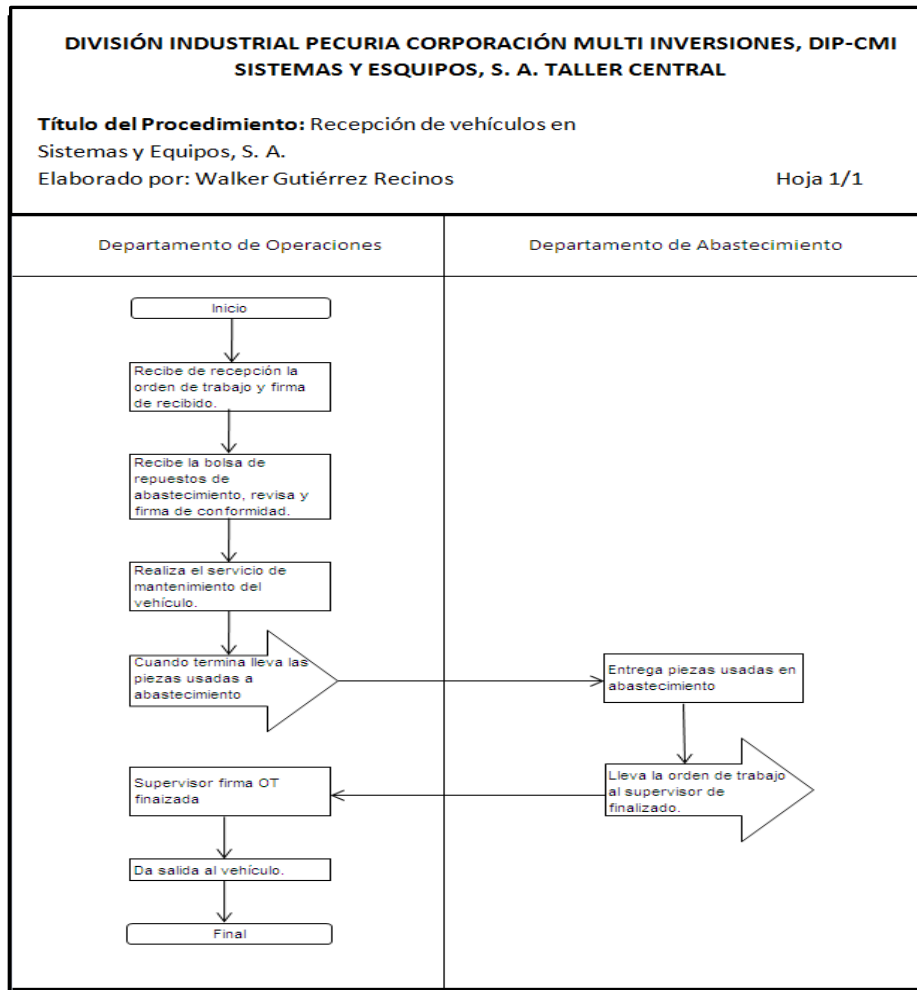 DIVISIÓN INDUSTRIAL PECURIA CORPORACIÓN MULTI INVERSIONES, DIP-CMI
SISTEMAS Y ESQUIPOS, S. A. TALLER CENTRAL
Título del Procedimiento: Recepción de vehículos en
Sistemas y Equipos, S. A.
Elaborado por: Walker Gutiérrez Recinos Hoja 1/1
Departamento de Operaciones
Departamento de Abastecimiento
Inicio
Recibe de recepción la
orden de trabajo y firma
de recibido.
Recibe la bolsa de
repuestos de
abastecimiento, revisa y
firma de conformidad.
Realiza el servicio de
mantenimiento del
vehículo.
Cuando termina lleva las
piezas usadas a
abastecimiento
Entrega piezas usadas en
abastecimiento
Lleva la orden de trabajo
al supervisor de
finalizado.
Supervisor firma OT
finaizada
Da salida al vehículo.
Final